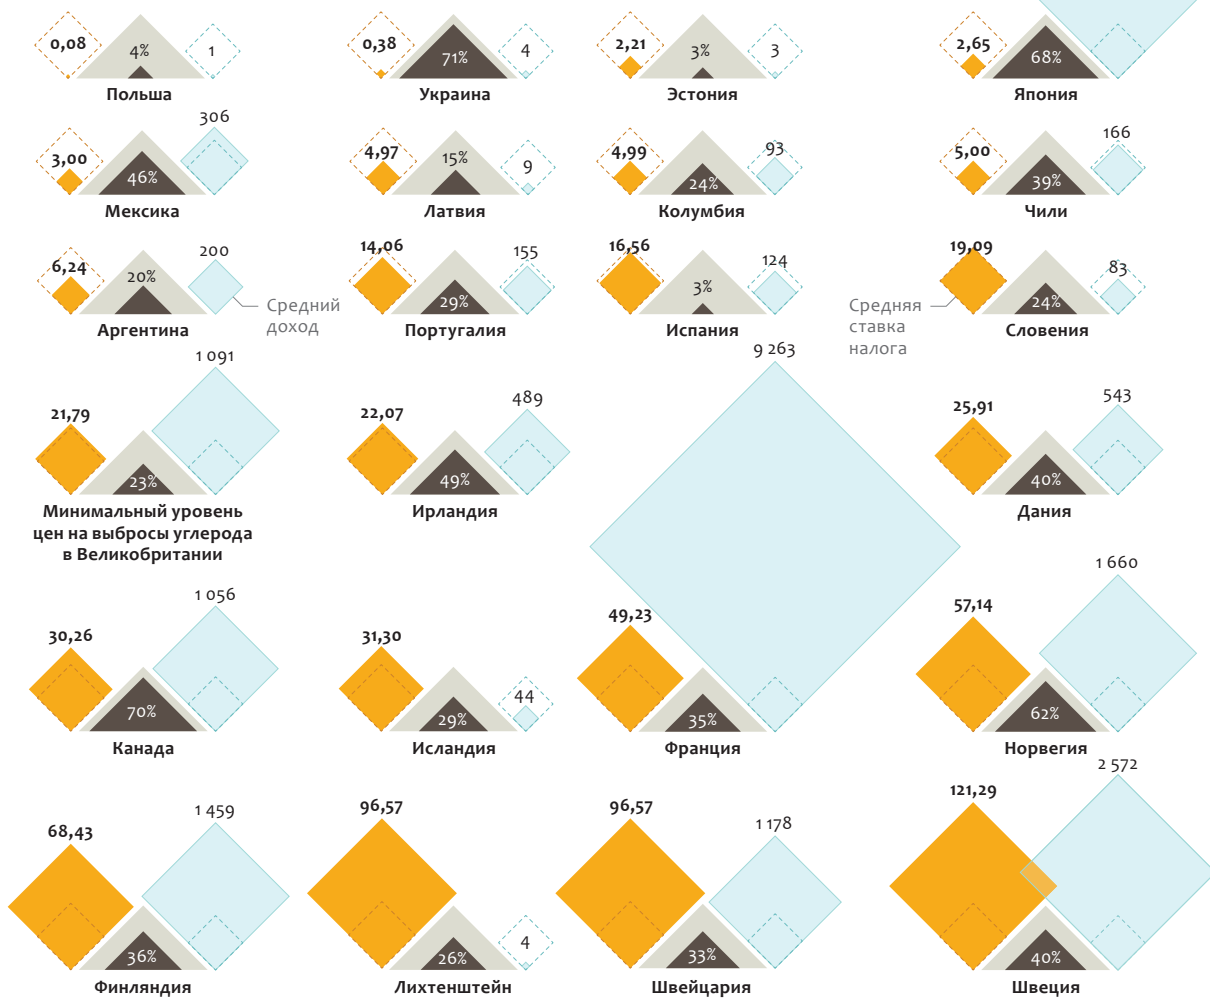 0,08
4%
1
Польша
0,38
71%
4
Украина
2,21
3%
3
Эстония
2,65
68%
Япония
3,00
46%
306
Мексика
4,97
15%
9
Латвия
4,99
24%
93
Колумбия
5,00
39%
166
Чили
6,24
20%
200
Аргентина
Средний
доход
14,06
29%
155
Португалия
16,56
3%
124
Испания
Средняя
ставка
налога
19,09
24%
83
Словения
21,79
23%
1 091
Минимальный уровень
цен на выбросы углерода
в Великобритании
22,07
49%
489
Ирландия
9 263
25,91
40%
543
Дания
30,26
70%
1 056
Канада
31,30
29%
44
Исландия
49,23
35%
Франция
57,14
62%
1 660
Норвегия
68,43
36%
1 459
Финляндия
96,57
26%
4
Лихтенштейн
96,57
33%
1 178
Швейцария
121,29
40%
2 572
Швеция